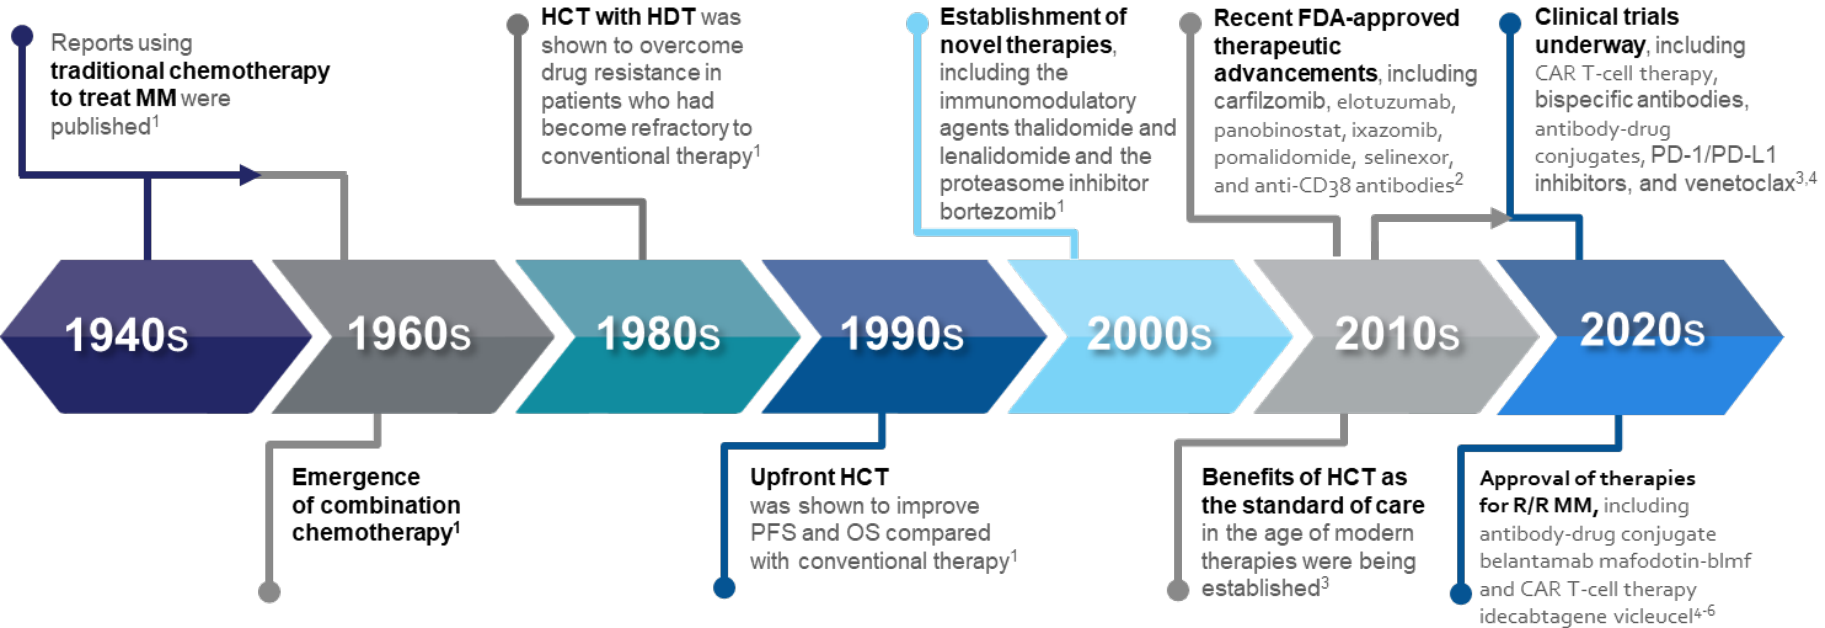 Reports using
traditional chemotherapy
to treat MM were
published1
HCT with HDT was
shown to overcome
drug resistance in
patients who had
become refractory to
conventional therapy1
Establishment of
novel therapies,
including the
immunomodulatory
agents thalidomide and
lenalidomide and the
proteasome inhibitor
bortezomib1
Recent FDA-approved
therapeutic
advancements, including
carfilzomib, elotuzumab,
panobinostat, ixazomib,
pomalidomide, selinexor,
and anti-CD38 antibodies2
Clinical trials
underway, including
CAR T-cell therapy,
bispecific antibodies,
antibody-drug
conjugates, PD-1/PD-L1
inhibitors, and venetoclax3,4
1940s
1960s
1980s
1990s
2000s
2010s
2020s
Emergence
of combination
chemotherapy1
Upfront HCT
was shown to improve
PFS and OS compared
with conventional therapy1
Benefits of HCT as
the standard of care
in the age of modern
therapies were being
established3
Approval of therapies
for R/R MM, including
antibody-drug conjugate
belantamab mafodotin-blmf
and CAR T-cell therapy
idecabtagene vicleucel4-6